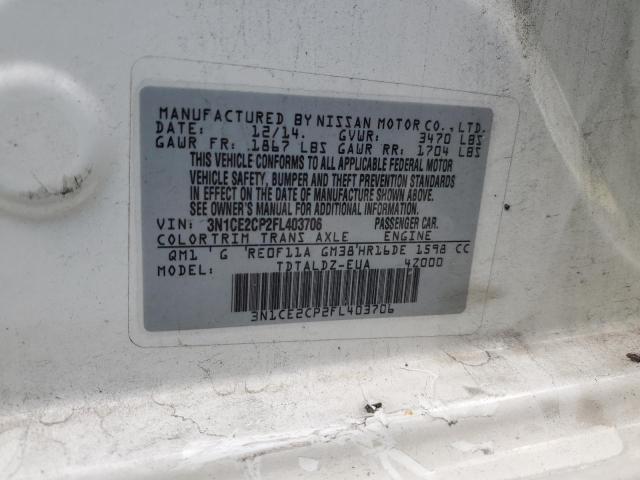 MANUFACTURED BY NISSAN MOTOR CO., LTD.
DATE: 12/14. GVWR: 3470 LBS
GAWR FR: 1867 LBS GAWR RR: 1704 LBS
THIS VEHICLE CONFORMS TO ALL APPLICABLE FEDERAL MOTOR
VEHICLE SAFETY, BUMPER AND THEFT PREVENTION STANDARDS
IN EFFECT ON THE DATE OF MANUFACTURE SHOWN ABOVE.
SEE OWNER'S MANUAL FOR ADDITIONAL INFORMATION
VIN: 3N1CE2CP2FL403706 PASSENGER CAR.
COLOR TRIM TRANS AXLE ENGINE
QM1 G RE0F11A GM38 HR16DE 1598 CC
MODEL: TDTALDZ-EUA 4Z000
3N1CE2CP2FL403706